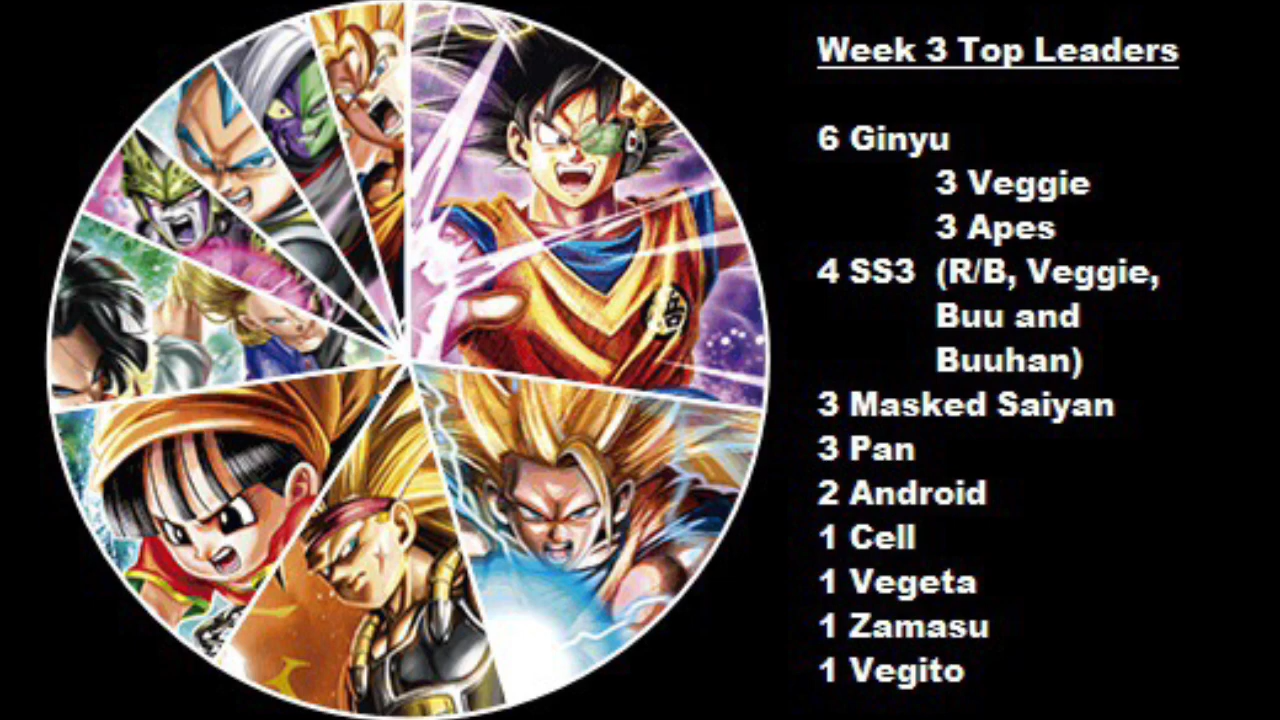 Week 3 Top Leaders
6 Ginyu
3 Veggie
3 Apes
4 SS3 (R/B, Veggie,
Buu and
Buuhan)
3 Masked Saiyan
3 Pan
2 Android
1 Cell
1 Vegeta
1 Zamasu
1 Vegito
悟